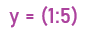 y = (1:5)